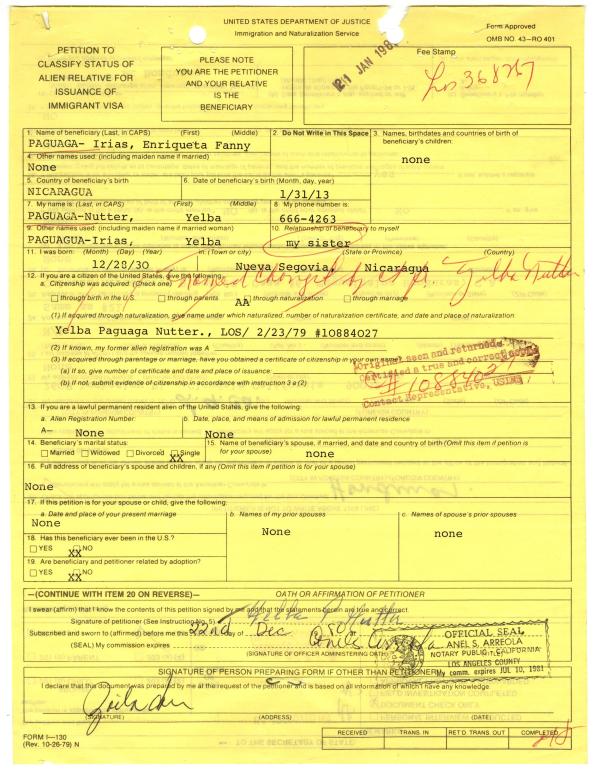 UNITED STATES DEPARTMENT OF JUSTICE
Immigration and Naturalization Service
Form Approved
OMB NO. 43-RO 401
PETITION TO
CLASSIFY STATUS OF
ALIEN RELATIVE FOR
ISSUANCE OF
IMMIGRANT VISA
PLEASE NOTE
YOU ARE THE PETITIONER
AND YOUR RELATIVE
IS THE
BENEFICIARY
21 JAN 198
Fee Stamp
Los 368267
1. Name of beneficiary (Last, in CAPS) (First) (Middle)
PAGUAGA- Irias, Enriqueta Fanny
2. Do Not Write in This Space
3. Names, birthdates and countries of birth of
beneficiary's children:
none
4. Other names used: (including maiden name if married)
None
5. Country of beneficiary's birth
NICARAGUA
6. Date of beneficiary's birth (Month, day, year)
1/31/13
7. My name is: (Last, in CAPS) (First) (Middle)
PAGUAGA-Nutter, Yelba
8. My phone number is:
666-4263
9. Other names used: (including maiden name if married woman)
PAGUAGUA-Irias, Yelba
10. Relationship of beneficiary to myself
my sister
11. I was born: (Month) (Day) (Year) in: (Town or city) (State or Province) (Country)
12/28/30 Nueva Segovia, Nicaragua
12. If you are a citizen of the United States, give the following:
a. Citizenship was acquired: (Check one)
Named changed by ct. Yelba Nutter
through birth in the U.S. through parents through naturalization through marriage
(1) If acquired through naturalization, give name under which naturalized, number of naturalization certificate, and date and place of naturalization
Yelba Paguaga Nutter., LOS/ 2/23/79 #10884027
(2) If known, my former alien registration was A
(3) If acquired through parentage or marriage, have you obtained a certificate of citizenship in your own
(a) If so, give number of certificate and date and place of issuance:
(b) If not, submit evidence of citizenship in accordance with instruction 3 a (2)
Original seen and returned
certified a true and correct copy
C# 10884027
Contact Representative, USINS
13. If you are a lawful permanent resident alien of the United States, give the following:
a. Alien Registration Number: b. Date, place, and means of admission for lawful permanent residence
A- None None
14. Beneficiary's marital status:
Married Widowed Divorced Single
XX
15. Name of beneficiary's spouse, if married, and date and country of birth (Omit this item if petition is
for your spouse)
none
16. Full address of beneficiary's spouse and children, if any (Omit this item if petition is for your spouse)
None
17. If this petition is for your spouse or child, give the following:
a. Date and place of your present marriage
None
b. Names of my prior spouses
None
c. Names of spouse's prior spouses
none
18. Has this beneficiary ever been in the U.S.?
YES NO
XX
19. Are beneficiary and petitioner related by adoption?
YES NO
XX
—(CONTINUE WITH ITEM 20 ON REVERSE)— OATH OR AFFIRMATION OF PETITIONER
I swear (affirm) that I know the contents of this petition signed by me and that the statements herein are true and correct.
Signature of petitioner (See Instruction No. 5) Yelba P. Nutter
Subscribed and sworn to (affirmed) before me this 22nd day of Dec
(SEAL) My commission expires
(SIGNATURE OF OFFICER ADMINISTERING OATH)
OFFICIAL SEAL
ANEL S. ARREOLA
NOTARY PUBLIC - CALIFORNIA
LOS ANGELES COUNTY
My comm. expires JUL 10, 1981
SIGNATURE OF PERSON PREPARING FORM IF OTHER THAN PETITIONER
I declare that this document was prepared by me at the request of the petitioner and is based on all information of which I have any knowledge.
(SIGNATURE) (ADDRESS) (DATE)
FORM I—130
(Rev. 10-26-79) N
RECEIVED TRANS. IN RET'D. TRANS. OUT COMPLETED